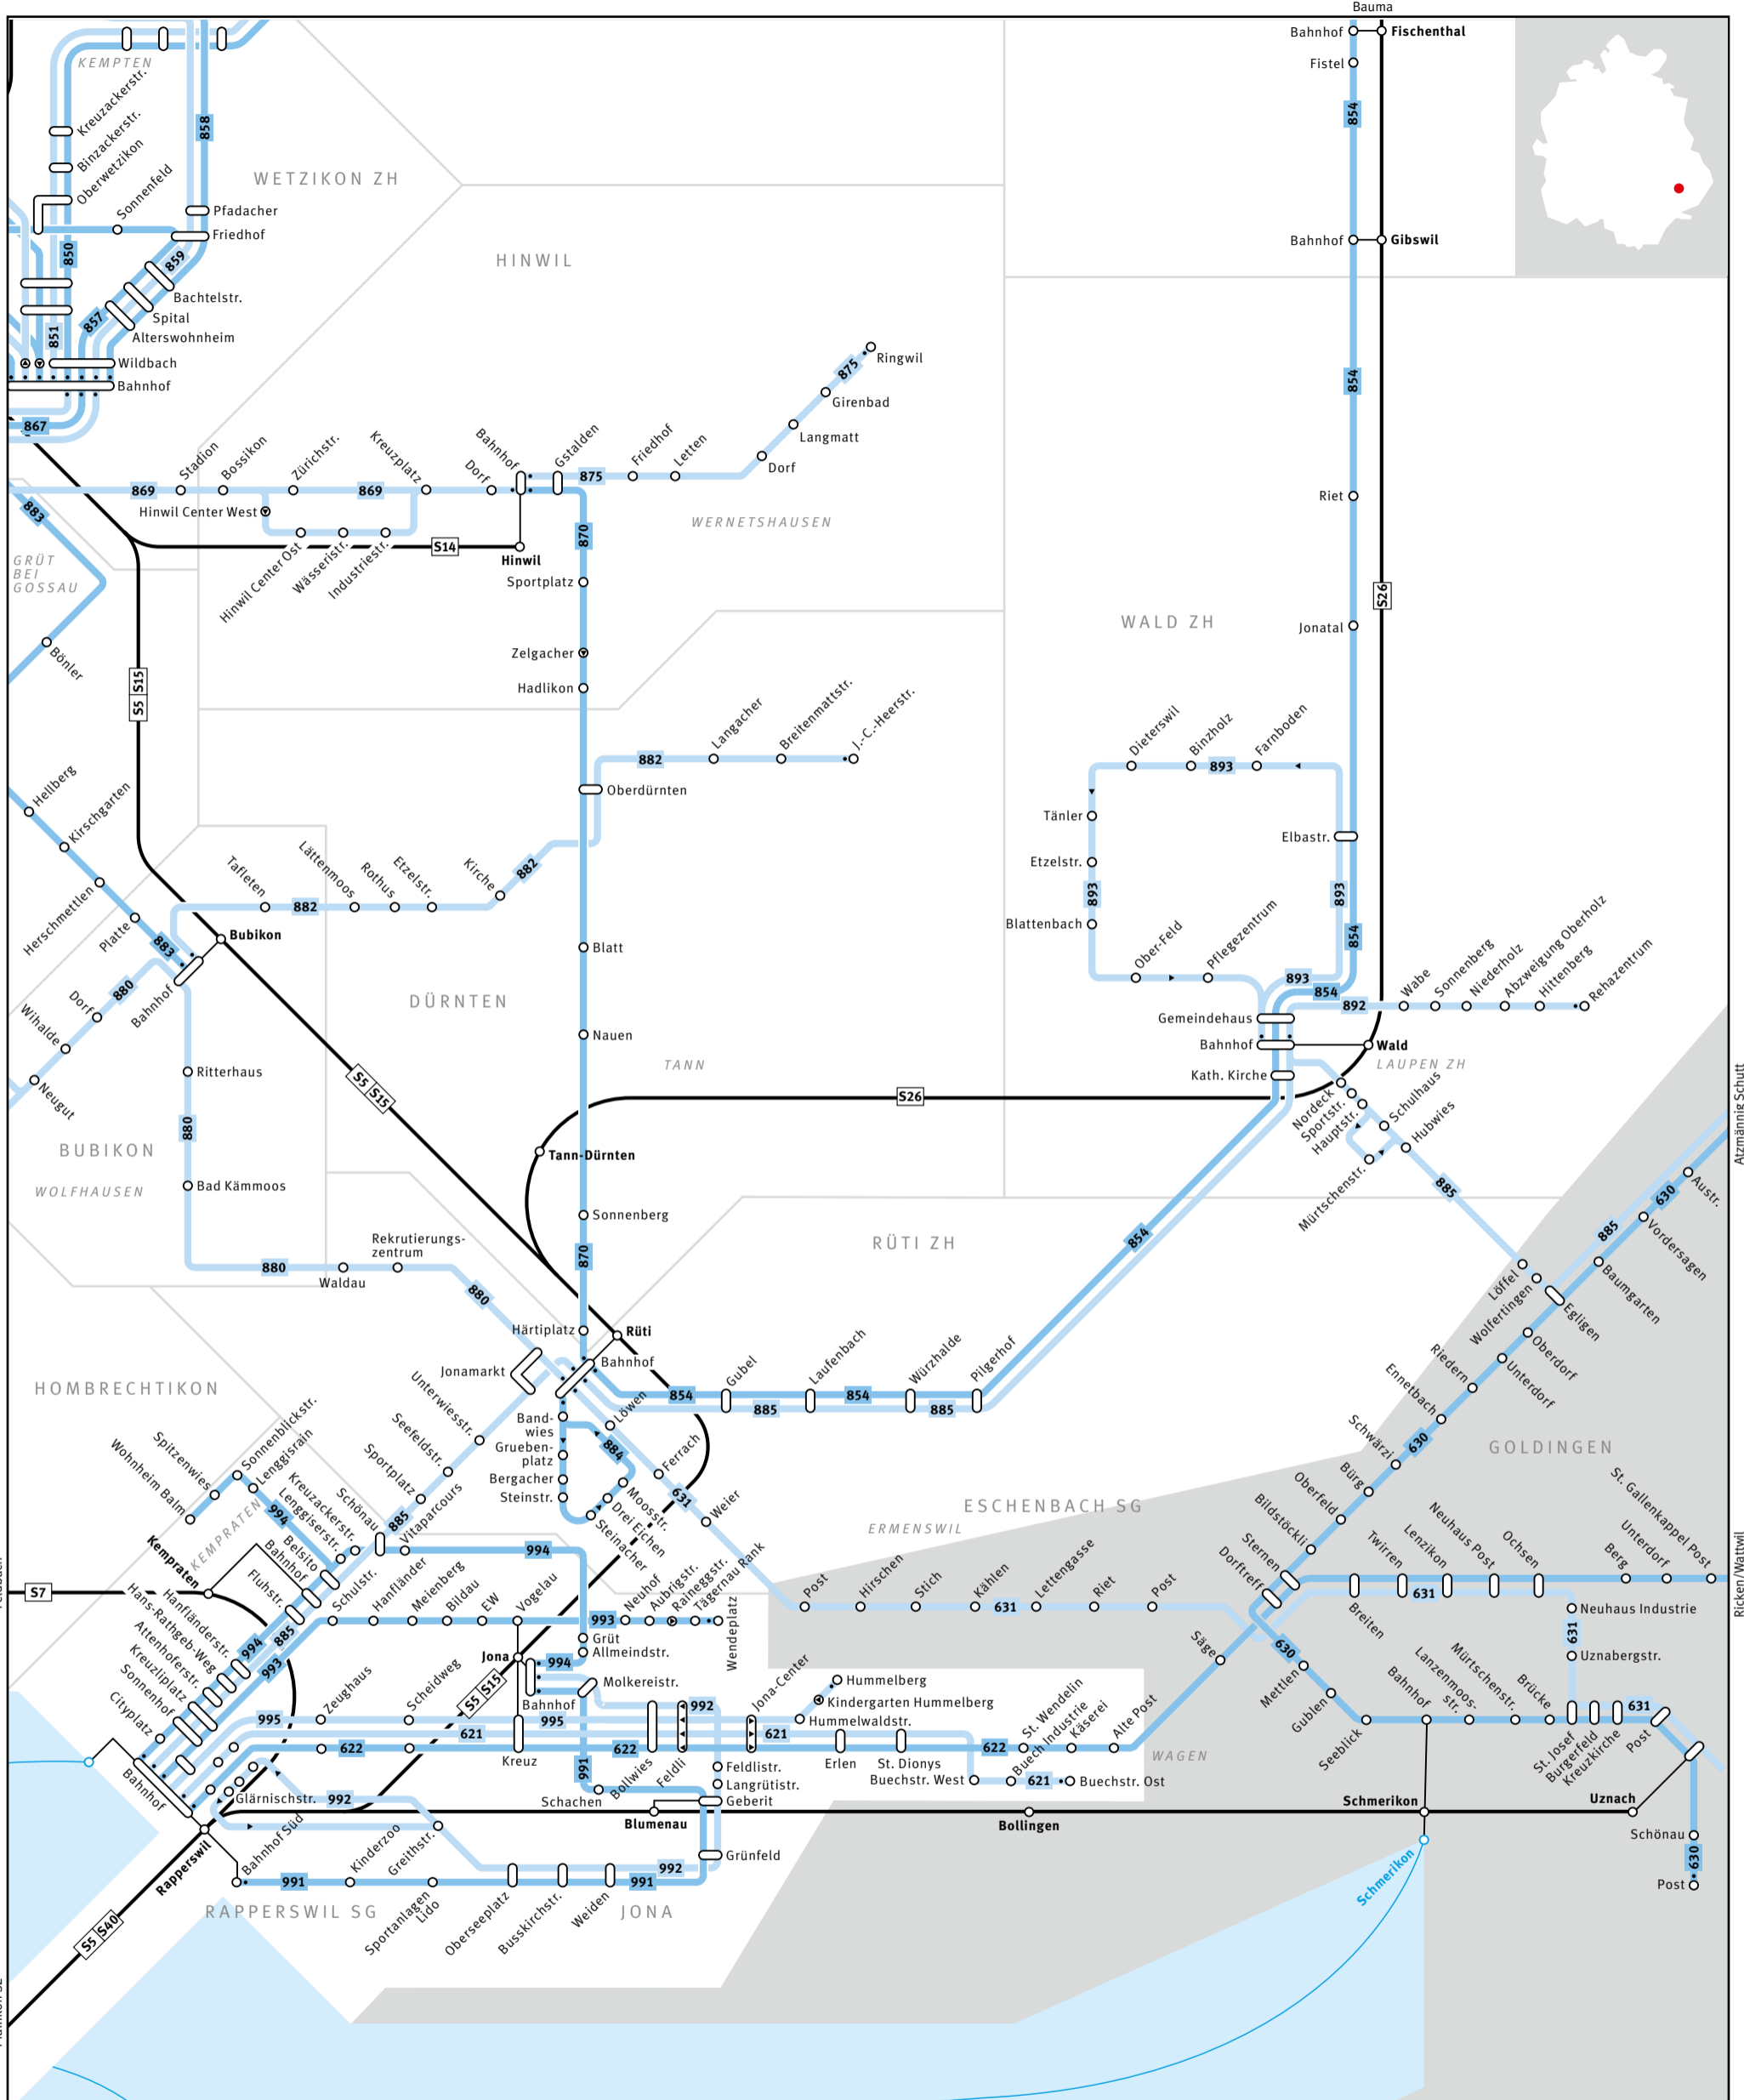 Bauma
Bahnhof
Fischenthal
Fistel
854
Bahnhof
Gibswil
854
Riet
Jonatal
S26
WALD ZH
KEMPTEN
Kreuzackerstr.
Binzackerstr.
Oberwetzikon
Sonnenfeld
858
WETZIKON ZH
Pfadacher
Friedhof
850
859
Bachtelstr.
Spital
857
Alterswohnheim
851
Wildbach
Bahnhof
867
HINWIL
875
Ringwil
Girenbad
Langmatt
Dorf
Stadion
Bossikon
Zürichstr.
Kreuzplatz
Dorf
Bahnhof
Gstalden
875
Friedhof
Letten
869
869
Hinwil Center West
Hinwil Center Ost
Wässeristr.
Industriestr.
S14
Hinwil
870
WERNETSHAUSEN
883
GRÜT
BEI
GOSSAU
Bönler
S5
S15
Sportplatz
Zelgacher
Hadlikon
882
Langacher
Breitenmattstr.
J.-C.-Heerstr.
Oberdürnten
Hellberg
Kirschgarten
Herschmettlen
Platte
883
Tafleten
882
Lättenmoos
Rothus
Etzelstr.
Kirche
882
Bubikon
Bahnhof
880
Dorf
Wihalde
Neugut
Ritterhaus
880
BUBIKON
WOLFHAUSEN
Bad Kämmoos
880
Waldau
Rekrutierungs-
zentrum
880
DÜRNTEN
Blatt
Nauen
TANN
S5
S15
Tann-Dürnten
S26
Sonnenberg
870
Dieterswil
Binzholz
893
Farnboden
Tänler
Etzelstr.
893
Blattenbach
Elbastr.
893
854
Ober-Feld
Pflegezentrum
893
854
892
Wabe
Sonnenberg
Niederholz
Abzweigung Oberholz
Hittenberg
Rehazentrum
Gemeindehaus
Bahnhof
Wald
LAUPEN ZH
Kath. Kirche
Nordeck
Sportstr.
Hauptstr.
Schulhaus
Hubwies
Mürtschenstr.
885
Atzmännig Schutt
RÜTI ZH
854
Löffel
Wolfertingen
Egligen
885
630
Austr.
Vordersagen
Baumgarten
Oberdorf
Unterdorf
Riedern
Ennetbach
630
Schwärzi
Bürg
Oberfeld
Bildstöckli
Sternen
Dorftreff
GOLDINGEN
Härtiplatz
Rüti
Jonamarkt
Bahnhof
854
Gubel
885
Laufenbach
854
Würzhalde
885
Pilgerhof
HOMBRECHTIKON
Unterwiesstr.
Seefeldstr.
Sportplatz
Vitaparcours
885
Schönau
Band-
wies
Grueben-
platz
Bergacher
Steinstr.
884
Löwen
Ferrach
631
Weier
Moosstr.
Drei Eichen
Steinacher
Tägernau Rank
ESCHENBACH SG
ERMENSWIL
Post
Hirschen
Stich
Kählen
631
Lettengasse
Riet
Post
Wohnheim Balm
Spitzenwies
Sonnenblickstr.
Lenggisrain
994
KEMPRATEN
Kreuzackerstr.
Lenggiserstr.
Belsito
Bahnhof
Kempraten
S7
Fluhstr.
Hanfländerstr.
Hans-Rathgeb-Weg
Attenhoferstr.
Kreuzliplatz
Sonnenhof
Cityplatz
994
885
993
Schulstr.
Hanfländer
Meienberg
Bildau
EW
Vogelau
994
993
Neuhof
Aubrigstr.
Raineggstr.
Tägernau
Wendeplatz
Grüt
Allmeindstr.
Jona
994
Bahnhof
Molkereistr.
S5
S15
Zeughaus
Scheidweg
995
995
621
622
Kreuz
622
991
Bollwies
Feldli
992
Jona-Center
621
Hummelberg
Kindergarten Hummelberg
Hummelwaldstr.
Erlen
St. Dionys
622
Buechstr. West
Buech Industrie
621
Buechstr. Ost
St. Wendelin
Käserei
Alte Post
WAGEN
Säge
Feldlistr.
Langrütistr.
Geberit
Schachen
Blumenau
Bollingen
Grünfeld
Bahnhof
Glärnischstr.
992
Greithstr.
Bahnhof Süd
Kinderzoo
Rapperswil
991
Sportanlagen
Lido
Oberseeplatz
Busskirchstr.
Weiden
992
991
S5
S40
RAPPERSWIL SG
JONA
Breiten
Twirren
Lenzikon
631
Neuhaus Post
Ochsen
Berg
Unterdorf
St. Gallenkappel Post
Ricken/Wattwil
Neuhaus Industrie
631
Uznabergstr.
630
Mettlen
Gublen
Seeblick
Bahnhof
Lanzenmoos-
str.
Mürtschenstr.
Brücke
St. Josef
Burgerfeld
Kreuzkirche
631
Post
Schmerikon
Schmerikon
Uznach
Schönau
630
Post